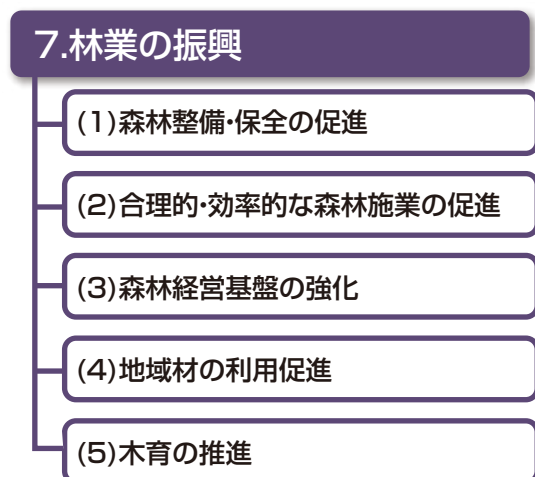 7.林業の振興
(1)森林整備・保全の促進
(2)合理的・効率的な森林施業の促進
(3)森林経営基盤の強化
(4)地域材の利用促進
(5)木育の推進